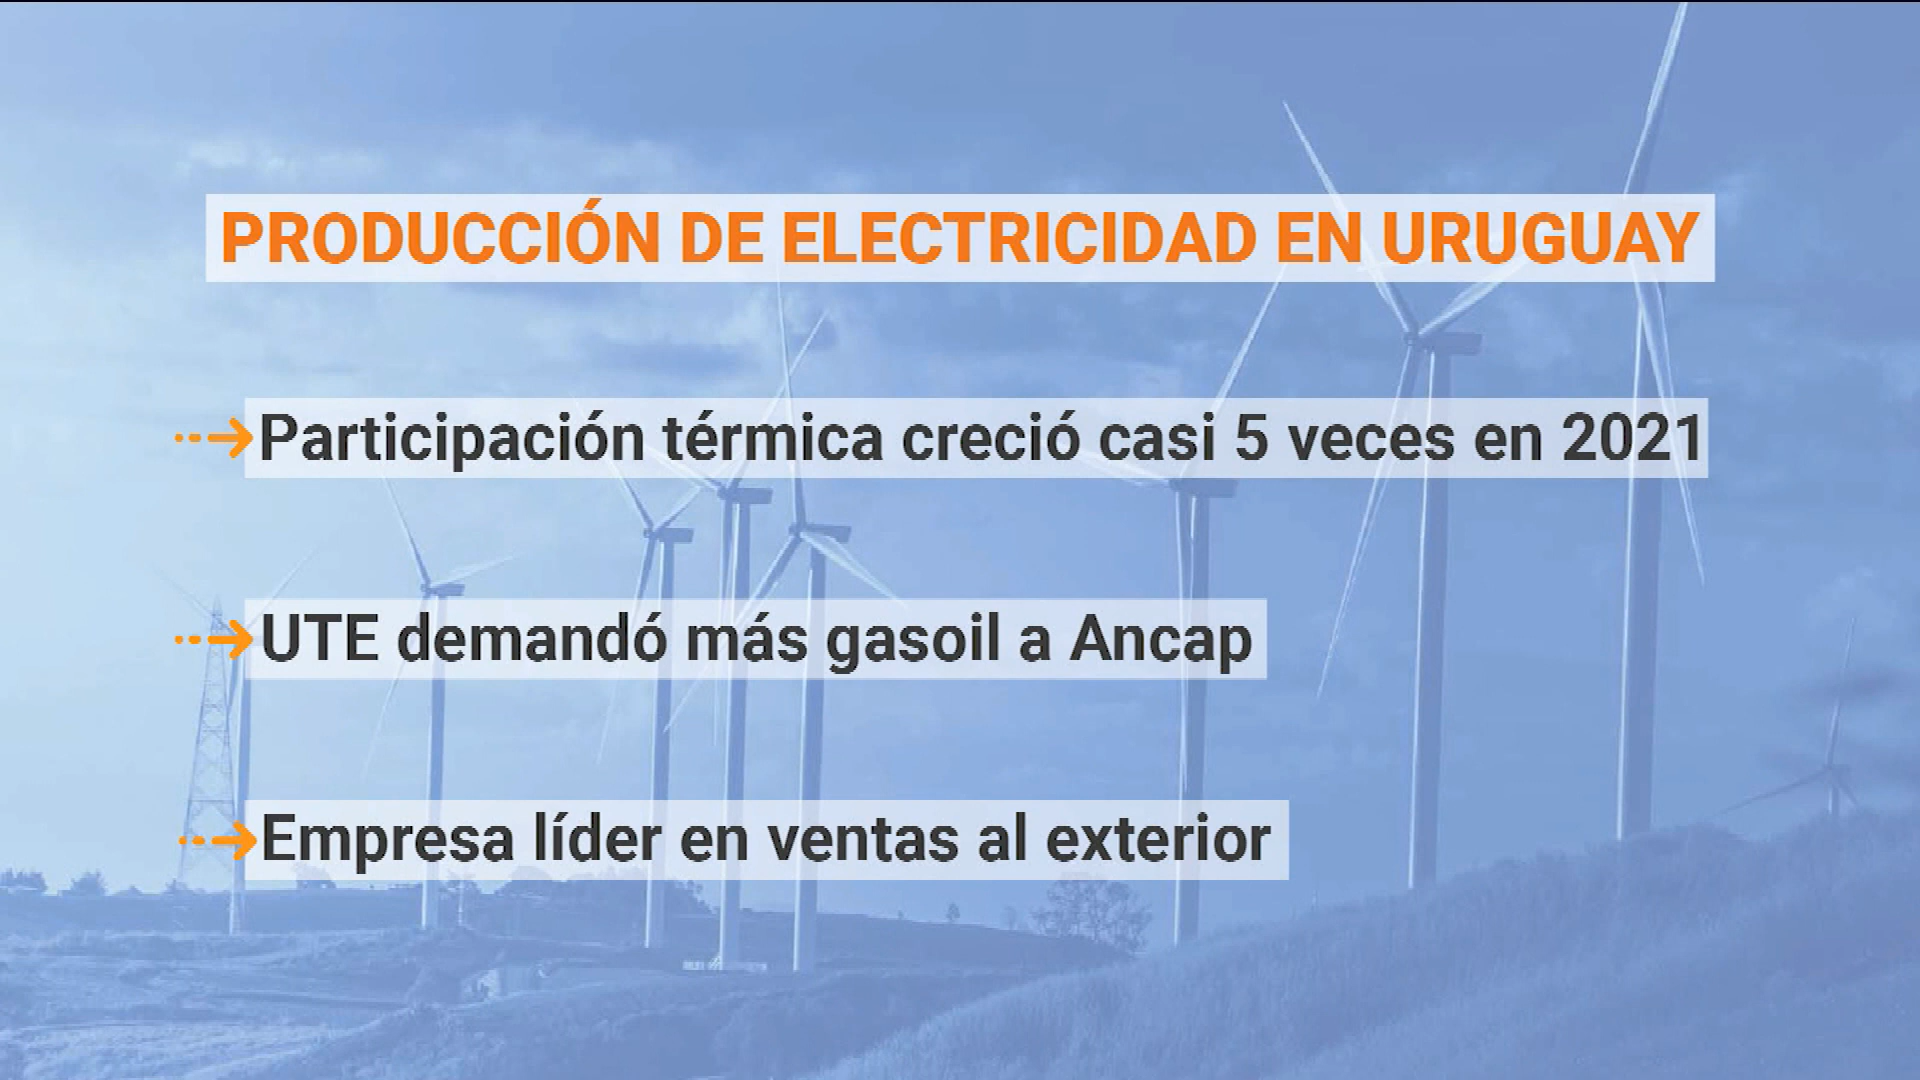 PRODUCCIÓN DE ELECTRICIDAD EN URUGUAY
Participación térmica creció casi 5 veces en 2021
UTE demandó más gasoil a Ancap
Empresa líder en ventas al exterior